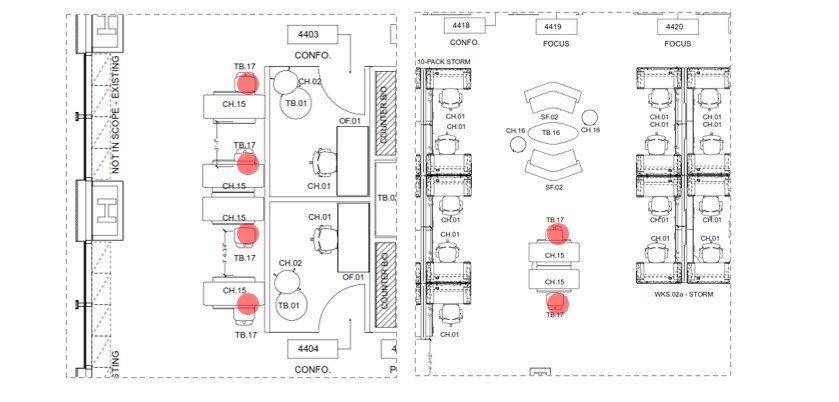 4403
CONFO.
TB.17
CH.02
CH.15
TB.01
NOT IN SCOPE - EXISTING
OF.01
COUNTER B/O
TB.17
CH.15
CH.01
CH.15
CH.01
TB.17
CH.02
OF.01
CH.15
TB.01
COUNTER B/O
TB.17
4404
CONFO.
4418
CONFO.
4419
FOCUS
4420
FOCUS
10-PACK STORM
CH.01
CH.01
SF.02
CH.16
TB.16
CH.16
SF.02
CH.01
CH.01
CH.01
CH.01
CH.01
CH.01
CH.01
TB.17
CH.15
CH.15
TB.17
CH.01
CH.01
CH.01
WKS.02a - STORM
CH.01